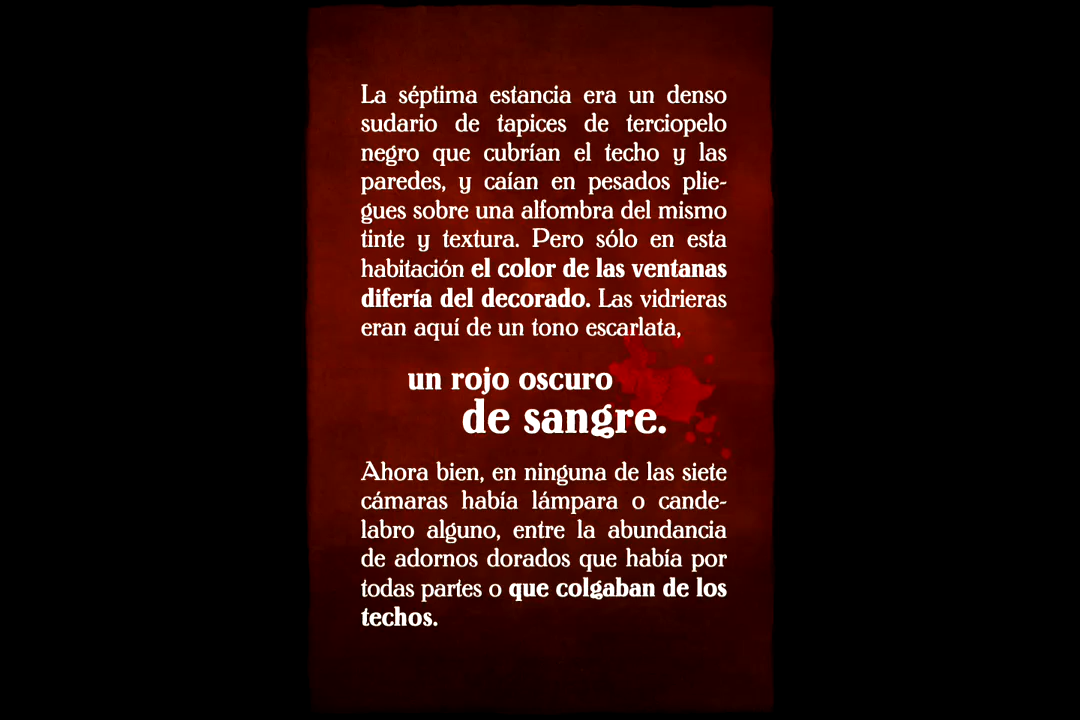 La séptima estancia era un denso
sudario de tapices de terciopelo
negro que cubrían el techo y las
paredes, y caían en pesados plie-
gues sobre una alfombra del mismo
tinte y textura. Pero sólo en esta
habitación el color de las ventanas
difería del decorado. Las vidrieras
eran aquí de un tono escarlata,
un rojo oscuro
de sangre.
Ahora bien, en ninguna de las siete
cámaras había lámpara o cande-
labro alguno, entre la abundancia
de adornos dorados que había por
todas partes o que colgaban de los
techos.